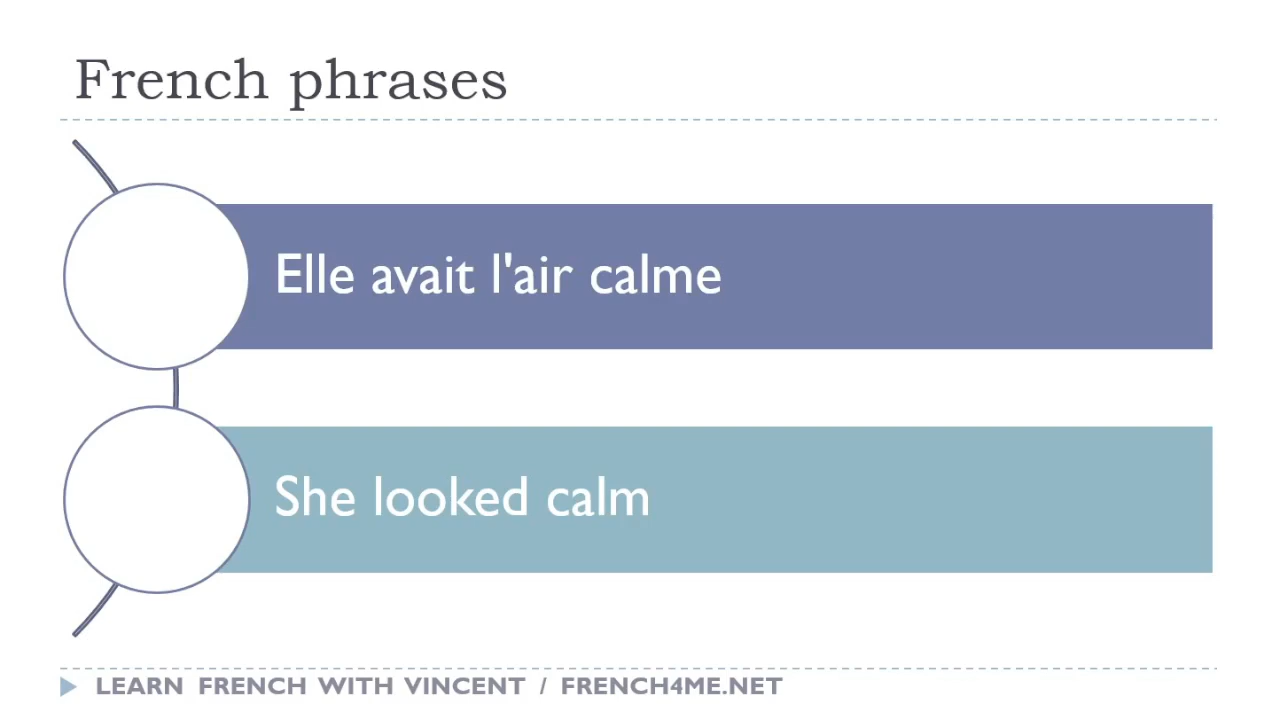 French phrases
Elle avait l'air calme
She looked calm
LEARN FRENCH WITH VINCENT / FRENCH4ME.NET